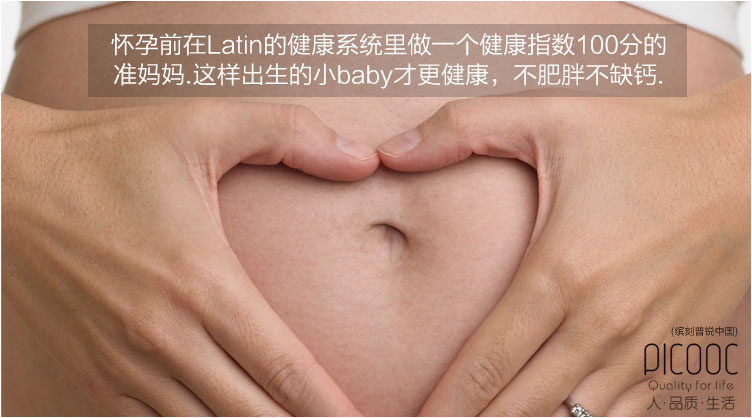 怀孕前在Latin的健康系统里做一个健康指数100分的
准妈妈.这样出生的小baby才更健康，不肥胖不缺钙.
(缤刻普锐中国)
PICOOC
Quality for life
人·品质·生活